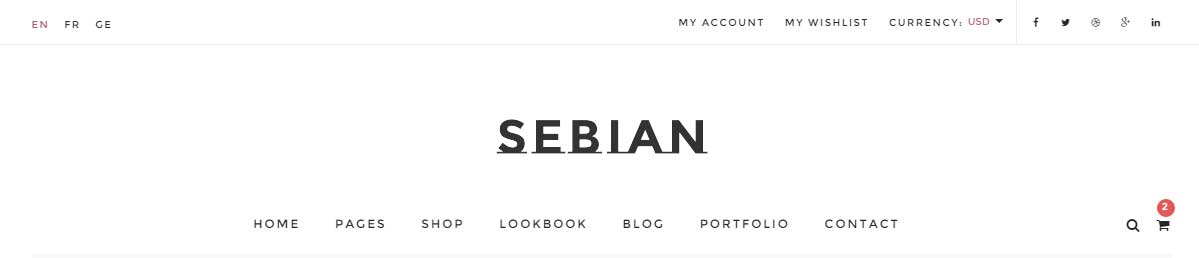 EN FR GE MY ACCOUNT MY WISHLIST CURRENCY: USD
SEBIAN
2
HOME PAGES SHOP LOOKBOOK BLOG PORTFOLIO CONTACT